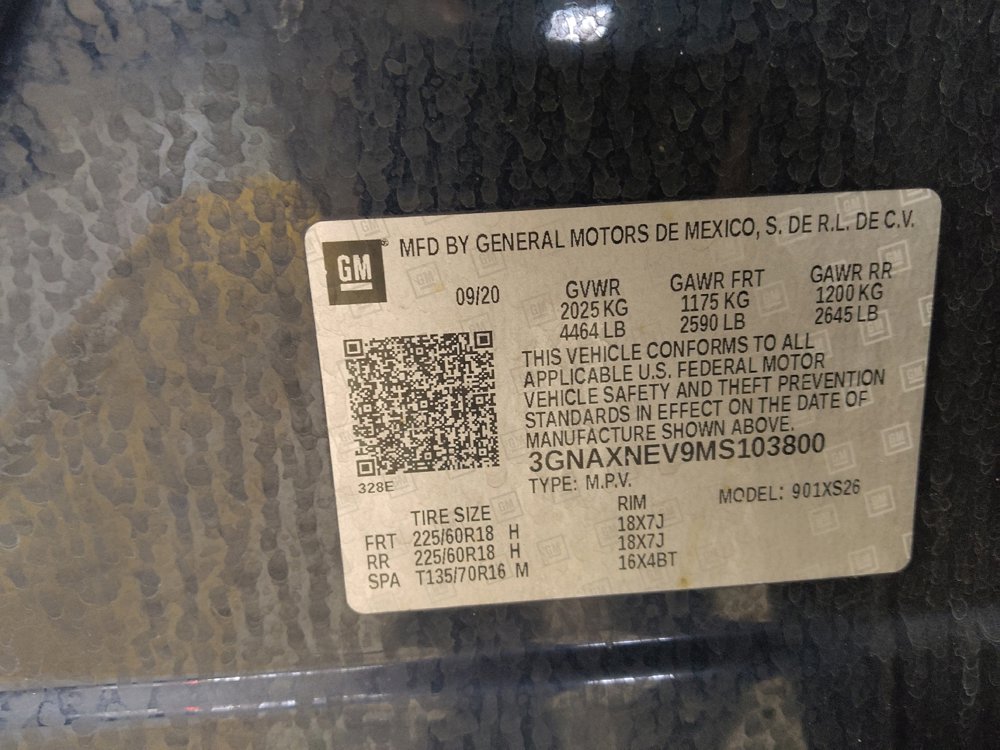 GM
MFD BY GENERAL MOTORS DE MEXICO, S. DE R.L. DE C.V.
09/20
GVWR GAWR FRT GAWR RR
2025 KG 1175 KG 1200 KG
4464 LB 2590 LB 2645 LB
THIS VEHICLE CONFORMS TO ALL
APPLICABLE U.S. FEDERAL MOTOR
VEHICLE SAFETY AND THEFT PREVENTION
STANDARDS IN EFFECT ON THE DATE OF
MANUFACTURE SHOWN ABOVE.
3GNAXNEV9MS103800
328E
TYPE: M.P.V. MODEL: 901XS26
TIRE SIZE RIM
FRT 225/60R18 H 18X7J
RR 225/60R18 H 18X7J
SPA T135/70R16 M 16X4BT